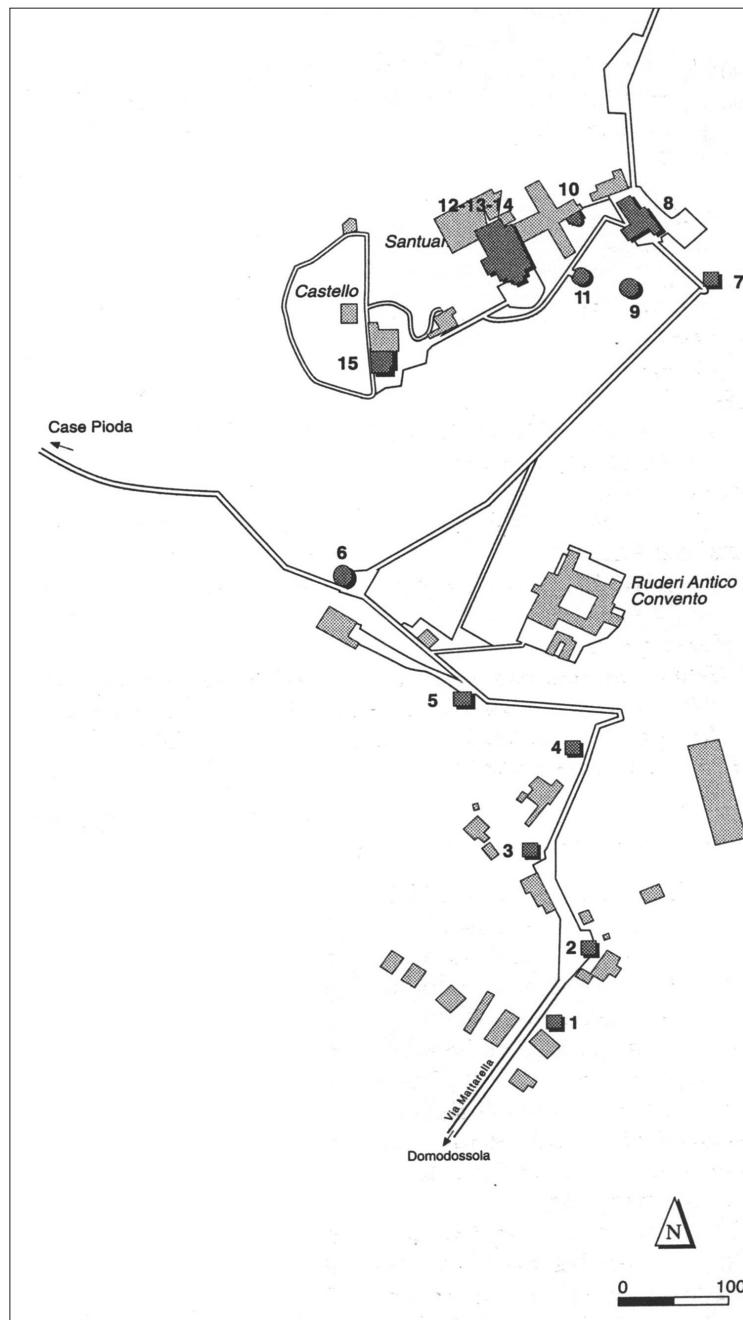 10
8
12-13-14
Santuar
7
Castello
11
9
15
Case Pioda
6
Ruderi Antico
Convento
5
4
3
2
1
Via Mattarella
Domodossola
N
0 100